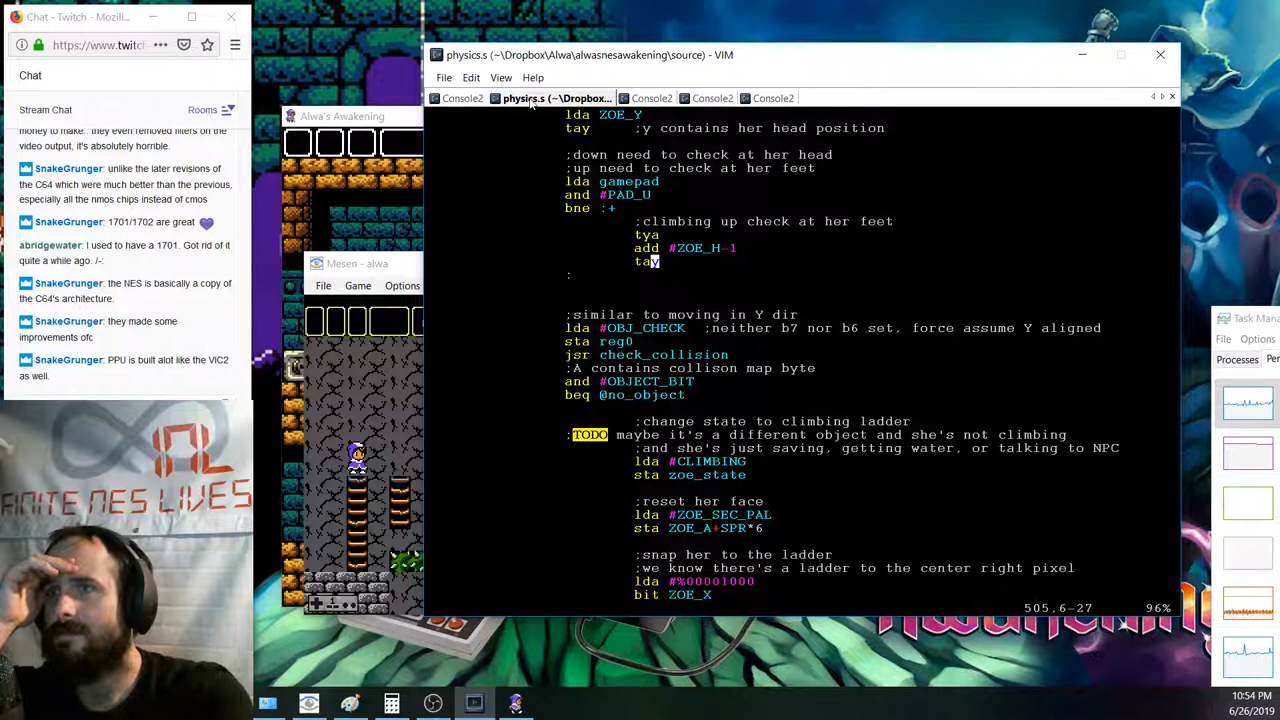 Chat - Twitch - Mozill...
https://www.twitcl
Chat
Stream Chat
Rooms
money to make.. they even removed filters on the
video output, it's absolutely horrible.
SnakeGrunger: unlike the later revisions
of the C64 which were much better than the previous,
especially all the nmos chips instead of cmos
SnakeGrunger: 1701/1702 are great
abridgewater: I used to have a 1701. Got rid of it
quite a while ago. /-:
SnakeGrunger: the NES is basically a copy of
the C64's architecture.
SnakeGrunger: they made some
improvements ofc
SnakeGrunger: PPU is built alot like the VIC2
as well.
INL
INITE NES LIVES
Alwa's Awakening
Mesen - alwa
File Game Options
physics.s (~\Dropbox\Alwa\alwasnesawakening\source) - VIM
File Edit View Help
Console2
physics.s (~\Dropbox...
Console2
Console2
Console2
lda ZOE_Y
tay ;y contains her head position
;down need to check at her head
;up need to check at her feet
lda gamepad
and #PAD_U
bne :+
;climbing up check at her feet
tya
add #ZOE_H-1
tay
:
;similar to moving in Y dir
lda #OBJ_CHECK ;neither b7 nor b6 set, force assume Y aligned
sta reg0
jsr check_collision
;A contains collison map byte
and #OBJECT_BIT
beq @no_object
;change state to climbing ladder
;TODO maybe it's a different object and she's not climbing
;and she's just saving, getting water, or talking to NPC
lda #CLIMBING
sta zoe_state
;reset her face
lda #ZOE_SEC_PAL
sta ZOE_A+SPR*6
;snap her to the ladder
;we know there's a ladder to the center right pixel
lda #%00001000
bit ZOE_X
505,6-27 96%
Task Mana
File Options
Processes Per
10:54 PM
6/26/2019